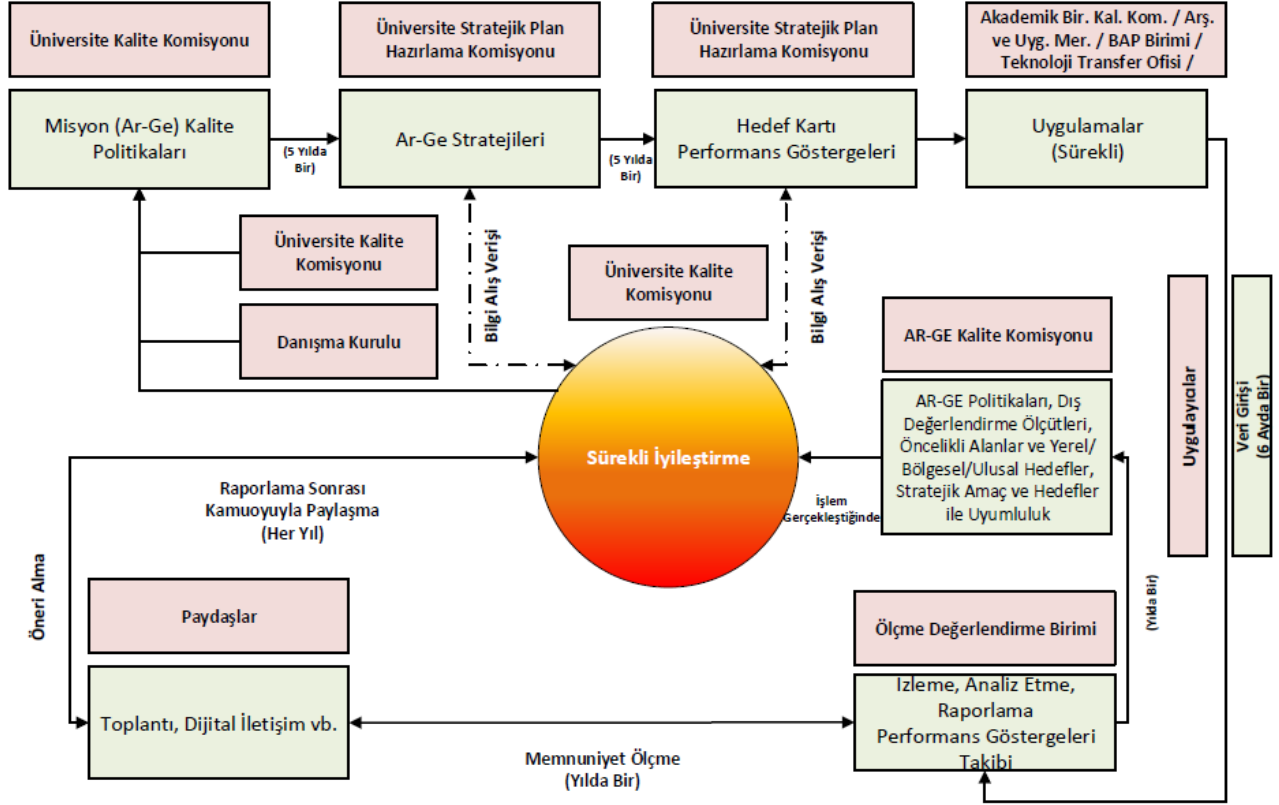 Üniversite Kalite Komisyonu
Üniversite Stratejik Plan
Hazırlama Komisyonu
Üniversite Stratejik Plan
Hazırlama Komisyonu
Akademik Bir. Kal. Kom. / Arş.
ve Uyg. Mer. / BAP Birimi /
Teknoloji Transfer Ofisi /
Misyon (Ar-Ge) Kalite
Politikaları
(5 Yılda
Bir)
Ar-Ge Stratejileri
(5 Yılda
Bir)
Hedef Kartı
Performans Göstergeleri
Uygulamalar
(Sürekli)
Üniversite Kalite
Komisyonu
Danışma Kurulu
Bilgi Alış Verişi
Üniversite Kalite
Komisyonu
Bilgi Alış Verişi
AR-GE Kalite Komisyonu
AR-GE Politikaları, Dış
Değerlendirme Ölçütleri,
Öncelikli Alanlar ve Yerel/
Bölgesel/Ulusal Hedefler,
Stratejik Amaç ve Hedefler
ile Uyumluluk
Uygulayıcılar
Veri Girişi
(6 Ayda Bir)
Sürekli İyileştirme
İşlem
Gerçekleştiğinde
Raporlama Sonrası
Kamuoyuyla Paylaşma
(Her Yıl)
Öneri Alma
Paydaşlar
Toplantı, Dijital İletişim vb.
Memnuniyet Ölçme
(Yılda Bir)
Ölçme Değerlendirme Birimi
İzleme, Analiz Etme,
Raporlama
Performans Göstergeleri
Takibi
(Yılda Bir)